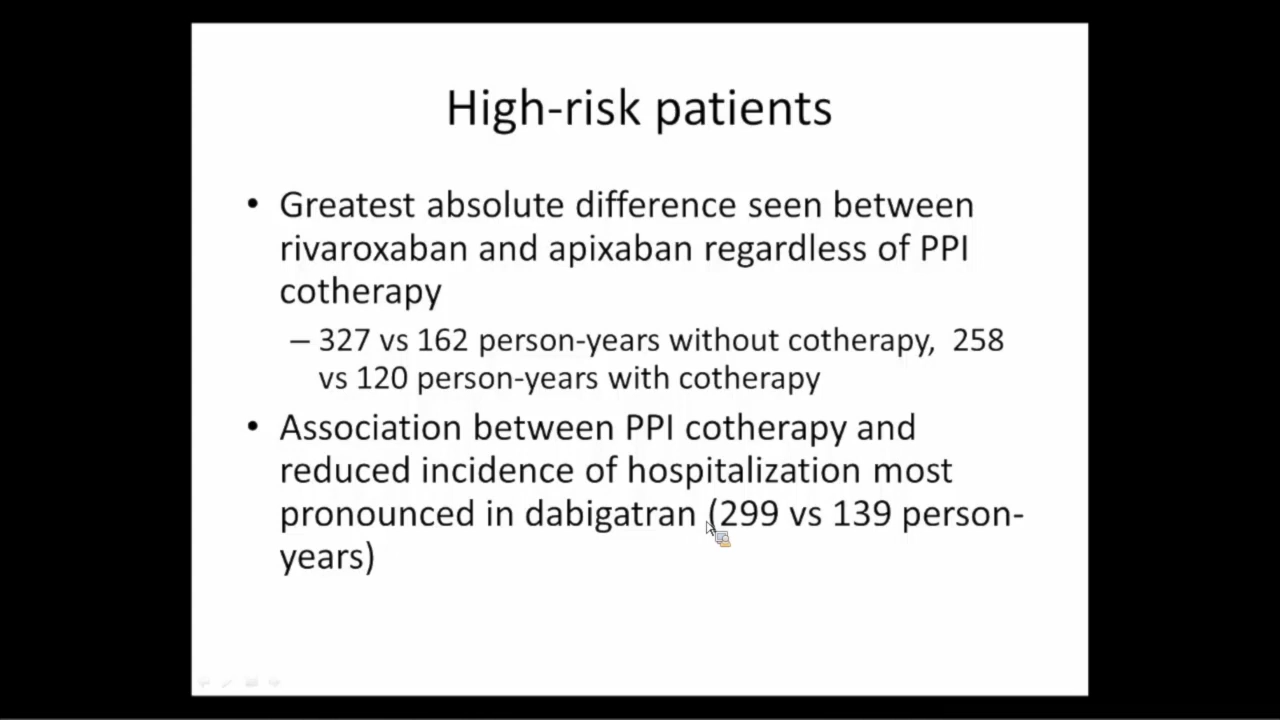 High-risk patients
• Greatest absolute difference seen between
rivaroxaban and apixaban regardless of PPI
cotherapy
– 327 vs 162 person-years without cotherapy,  258
vs 120 person-years with cotherapy
• Association between PPI cotherapy and
reduced incidence of hospitalization most
pronounced in dabigatran (299 vs 139 person-
years)